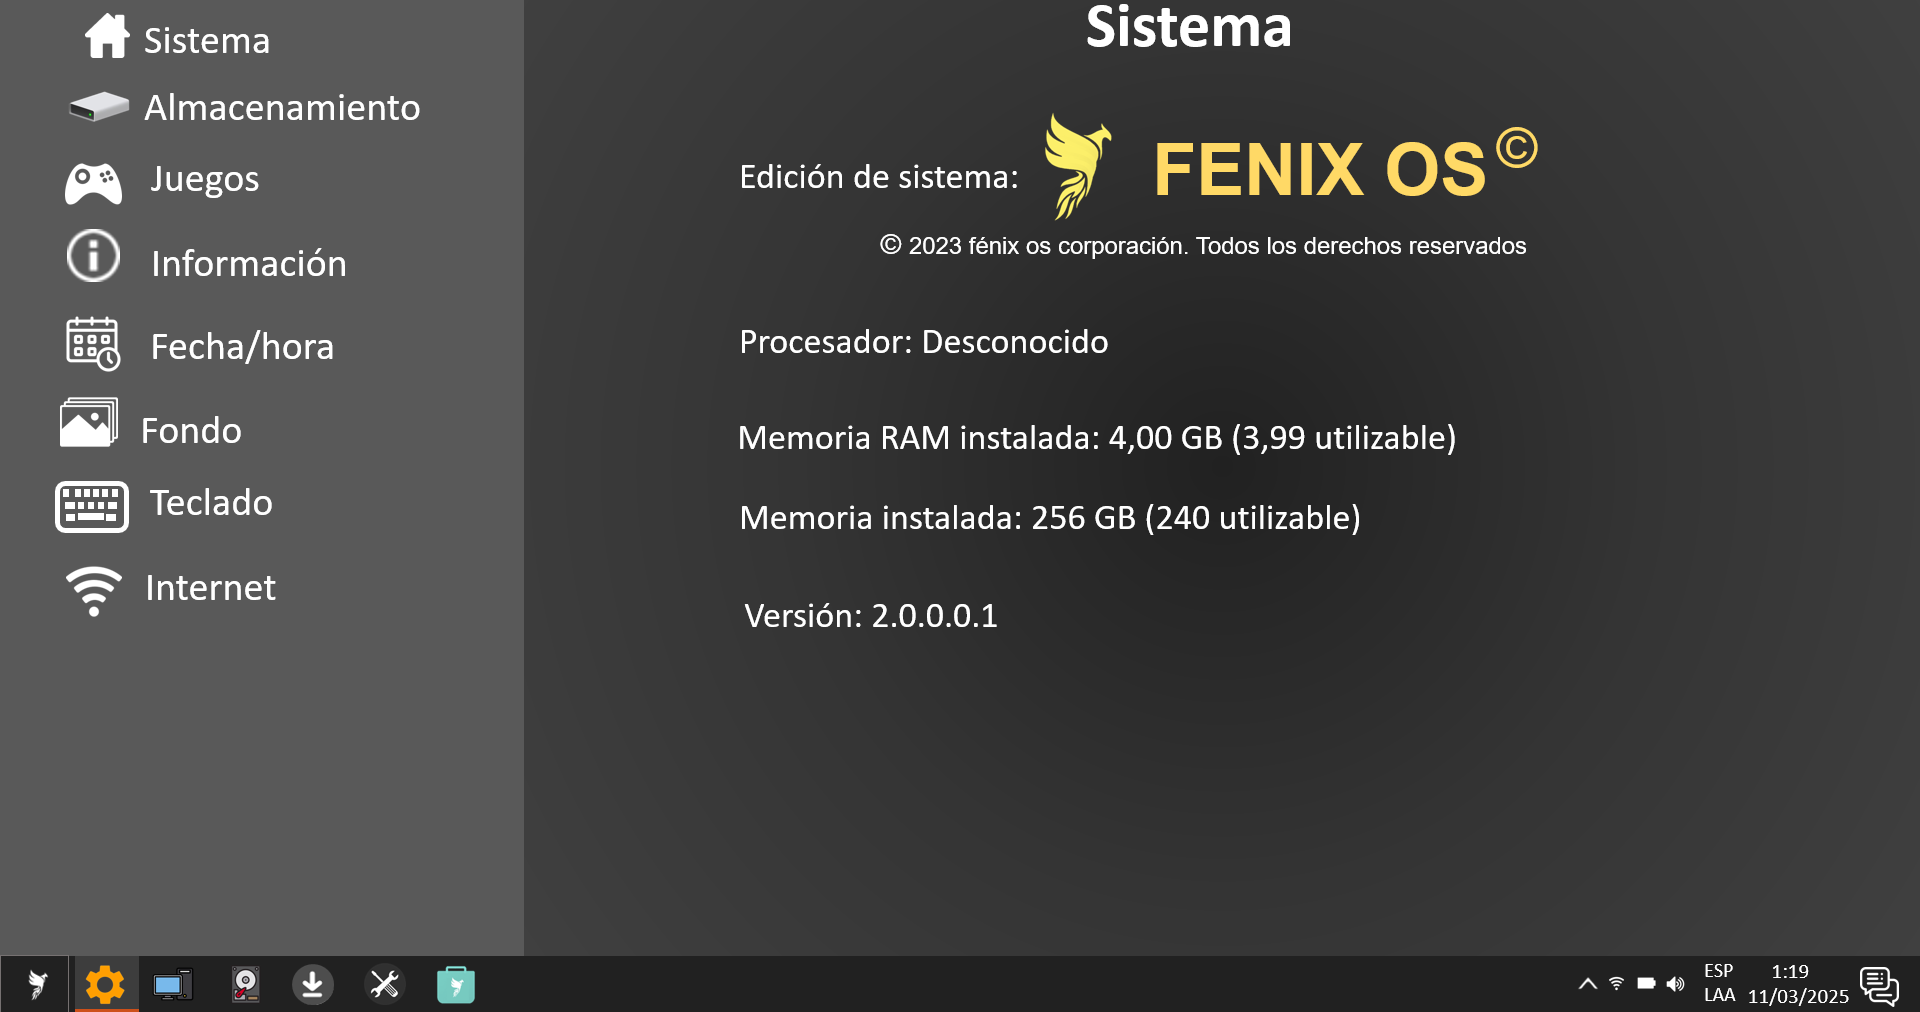 Sistema
Almacenamiento
Juegos
Información
Fecha/hora
Fondo
Teclado
Internet
Sistema
Edición de sistema: FENIX OS©
© 2023 fénix os corporación. Todos los derechos reservados
Procesador: Desconocido
Memoria RAM instalada: 4,00 GB (3,99 utilizable)
Memoria instalada: 256 GB (240 utilizable)
Versión: 2.0.0.0.1
ESP
LAA
1:19
11/03/2025